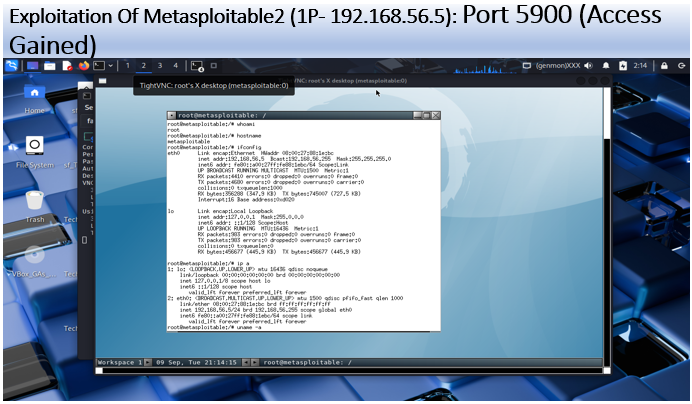 Exploitation Of Metasploitable2 (1P- 192.168.56.5): Port 5900 (Access
Gained)
1 2 3 4
(genmon)XXX
2:14
TightVNC: root's X desktop (metasploitable:0)
VNC: root's X desktop (metasploitable:0)
Home
File System
Trash
root@metasploitable: /
root@metasploitable:/# whoami
root
root@metasploitable:/# hostname
metasploitable
root@metasploitable:/# ifconfig
eth0 Link encap:Ethernet HWaddr 08:00:27:88:1e:bc
inet addr:192.168.56.5 Bcast:192.168.56.255 Mask:255.255.255.0
inet6 addr: fe80::a00:27ff:fe88:1ebc/64 Scope:Link
UP BROADCAST RUNNING MULTICAST MTU:1500 Metric:1
RX packets:4410 errors:0 dropped:0 overruns:0 frame:0
TX packets:4680 errors:0 dropped:0 overruns:0 carrier:0
collisions:0 txqueuelen:1000
RX bytes:356288 (347.9 KB) TX bytes:745007 (727.5 KB)
Interrupt:16 Base address:0xd020
lo Link encap:Local Loopback
inet addr:127.0.0.1 Mask:255.0.0.0
inet6 addr: ::1/128 Scope:Host
UP LOOPBACK RUNNING MTU:16436 Metric:1
RX packets:983 errors:0 dropped:0 overruns:0 frame:0
TX packets:983 errors:0 dropped:0 overruns:0 carrier:0
collisions:0 txqueuelen:0
RX bytes:456677 (445.9 KB) TX bytes:456677 (445.9 KB)
root@metasploitable:/# ip a
1: lo: <LOOPBACK,UP,LOWER_UP> mtu 16436 qdisc noqueue
link/loopback 00:00:00:00:00:00 brd 00:00:00:00:00:00
inet 127.0.0.1/8 scope host lo
inet6 ::1/128 scope host
valid_lft forever preferred_lft forever
2: eth0: <BROADCAST,MULTICAST,UP,LOWER_UP> mtu 1500 qdisc pfifo_fast qlen 1000
link/ether 08:00:27:88:1e:bc brd ff:ff:ff:ff:ff:ff
inet 192.168.56.5/24 brd 192.168.56.255 scope global eth0
inet6 fe80::a00:27ff:fe88:1ebc/64 scope link
valid_lft forever preferred_lft forever
root@metasploitable:/# uname -a
Workspace 1
09 Sep, Tue 21:14:15
root@metasploitable: /